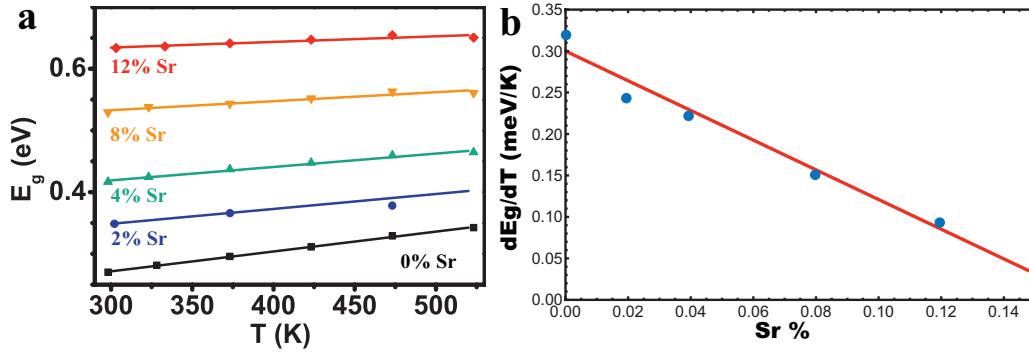 a
E_g (eV)
0.6
0.4
12% Sr
8% Sr
4% Sr
2% Sr
0% Sr
300 350 400 450 500
T (K)
b
dEg/dT (meV/K)
0.35
0.30
0.25
0.20
0.15
0.10
0.05
0.00
0.00 0.02 0.04 0.06 0.08 0.10 0.12 0.14
Sr %